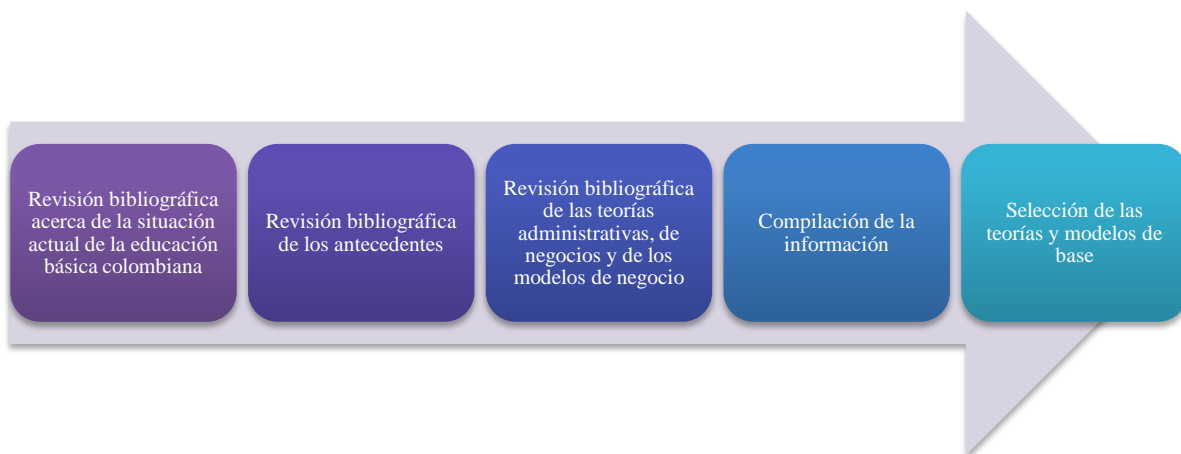 Revisión bibliográfica
acerca de la situación
actual de la educación
básica colombiana
Revisión bibliográfica
de los antecedentes
Revisión bibliográfica
de las teorías
administrativas, de
negocios y de los
modelos de negocio
Compilación de la
información
Selección de las
teorías y modelos de
base